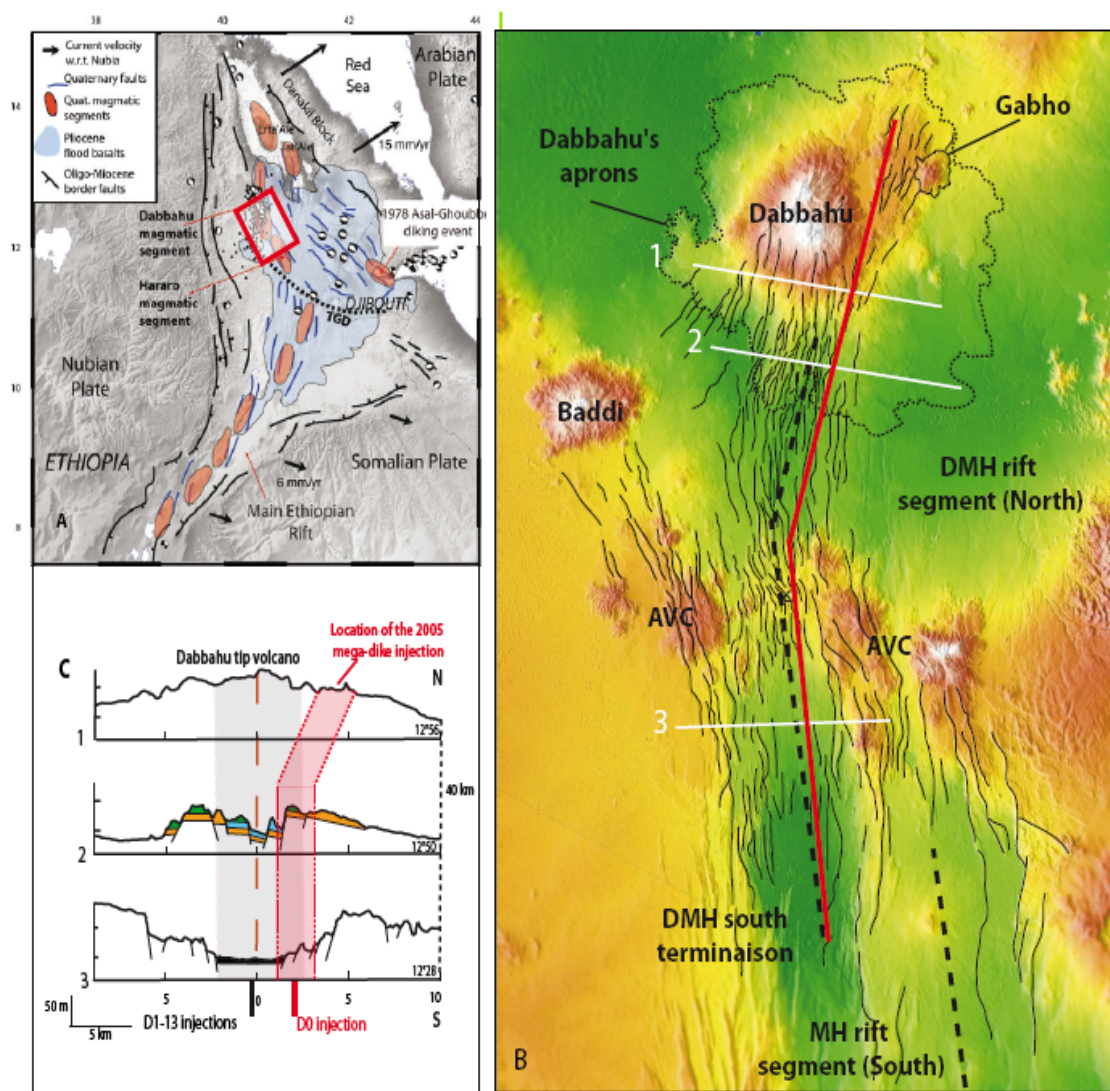 38
40
42
44
Current velocity
w.r.t. Nubia
Quaternary faults
Quat. magmatic
segments
Pliocene
flood basalts
Oligo-Miocene
border faults
14
12
10
8
Red
Sea
Arabian
Plate
Danakil Block
Erta'Ale
Tat'Ale
15 mm/yr
Dabbahu
magmatic
segment
1978 Asal-Ghoubbe
diking event
Hararo
magmatic
segment
DJIBOUTI
TGD
Nubian
Plate
ETHIOPIA
Somalian Plate
6 mm/yr
Main Ethiopian
Rift
A
C
Location of the 2005
mega-dike injection
Dabbahu tip volcano
N
1
12°56
40 km
2
12°50
3
12°28
50 m
5 km
5
0
5
10
D1-13 injections
D0 injection
S
Gabho
Dabbahu's
aprons
Dabbahu
1
2
Baddi
DMH rift
segment (North)
AVC
AVC
3
DMH south
terminaison
MH rift
segment (South)
B